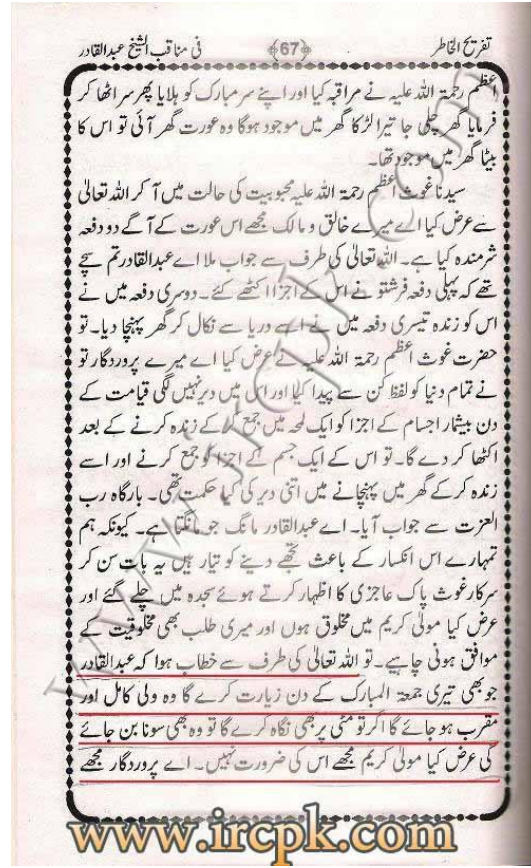 تفریح الخاطر ﴿67﴾ فی مناقب الشیخ عبدالقادر
اعظم رحمۃ اللہ علیہ نے مراقبہ کیا اور اپنے سر مبارک کو ہلایا پھر سر اٹھا کر
فرمایا گھر چلی جا تیرا لڑکا گھر میں موجود ہوگا وہ عورت گھر آئی تو اس کا
بیٹا گھر میں موجود تھا۔
سیدنا غوث اعظم رحمۃ اللہ علیہ محبوبیت کی حالت میں آ کر اللہ تعالیٰ
سے عرض کیا اے میرے خالق و مالک مجھے اس عورت کے آگے دو دفعہ
شرمندہ کیا ہے۔ اللہ تعالیٰ کی طرف سے جواب ملا اے عبدالقادر تم سچے
تھے کہ پہلی دفعہ فرشتو نے اس کے اجزا اکٹھے کئے۔ دوسری دفعہ میں نے
اس کو زندہ تیسری دفعہ میں نے اسے دریا سے نکال کر گھر پہنچا دیا۔ تو
حضرت غوث اعظم رحمۃ اللہ علیہ نے عرض کیا اے میرے پروردگار تو
نے تمام دنیا کو لفظ کن سے پیدا کیا اور اس میں دیر نہیں لگی قیامت کے
دن بیشمار اجسام کے اجزا کو ایک لمحہ میں جمع کر کے زندہ کرنے کے بعد
اکٹھا کر دے گا۔ تو اس کے ایک جسم کے اجزا کو جمع کرنے اور اسے
زندہ کر کے گھر میں پہنچانے میں اتنی دیر کی کیا حکمت تھی۔ بارگاہ رب
العزت سے جواب آیا۔ اے عبدالقادر مانگ جو مانگتا ہے۔ کیونکہ ہم
تمہارے اس انکسار کے باعث تجھے دینے کو تیار ہیں یہ بات سن کر
سرکار غوث پاک عاجزی کا اظہار کرتے ہوئے سجدہ میں چلے گئے اور
عرض کیا مولیٰ کریم میں مخلوق ہوں اور میری طلب بھی مخلوقیت کے
موافق ہونی چاہیے۔ تو اللہ تعالیٰ کی طرف سے خطاب ہوا کہ عبدالقادر
جو بھی تیری جمعۃ المبارک کے دن زیارت کرے گا وہ ولی کامل اور
مقرب ہو جائے گا اگر تو مٹی پر بھی نگاہ کرے گا تو وہ بھی سونا بن جائے
گی عرض کیا مولیٰ کریم مجھے اس کی ضرورت نہیں۔ اے پروردگار مجھے
www.ircpk.com